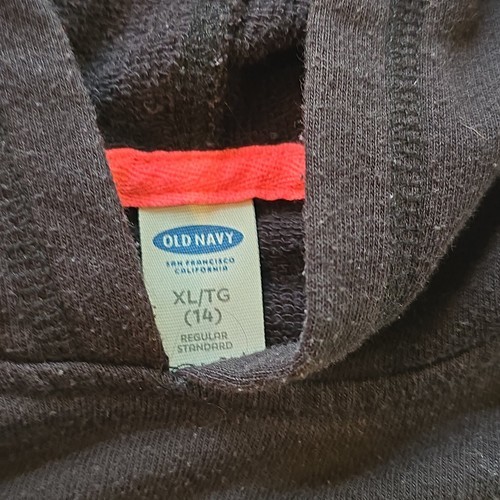 OLD NAVY
SAN FRANCISCO
CALIFORNIA
XL/TG
(14)
REGULAR
STANDARD